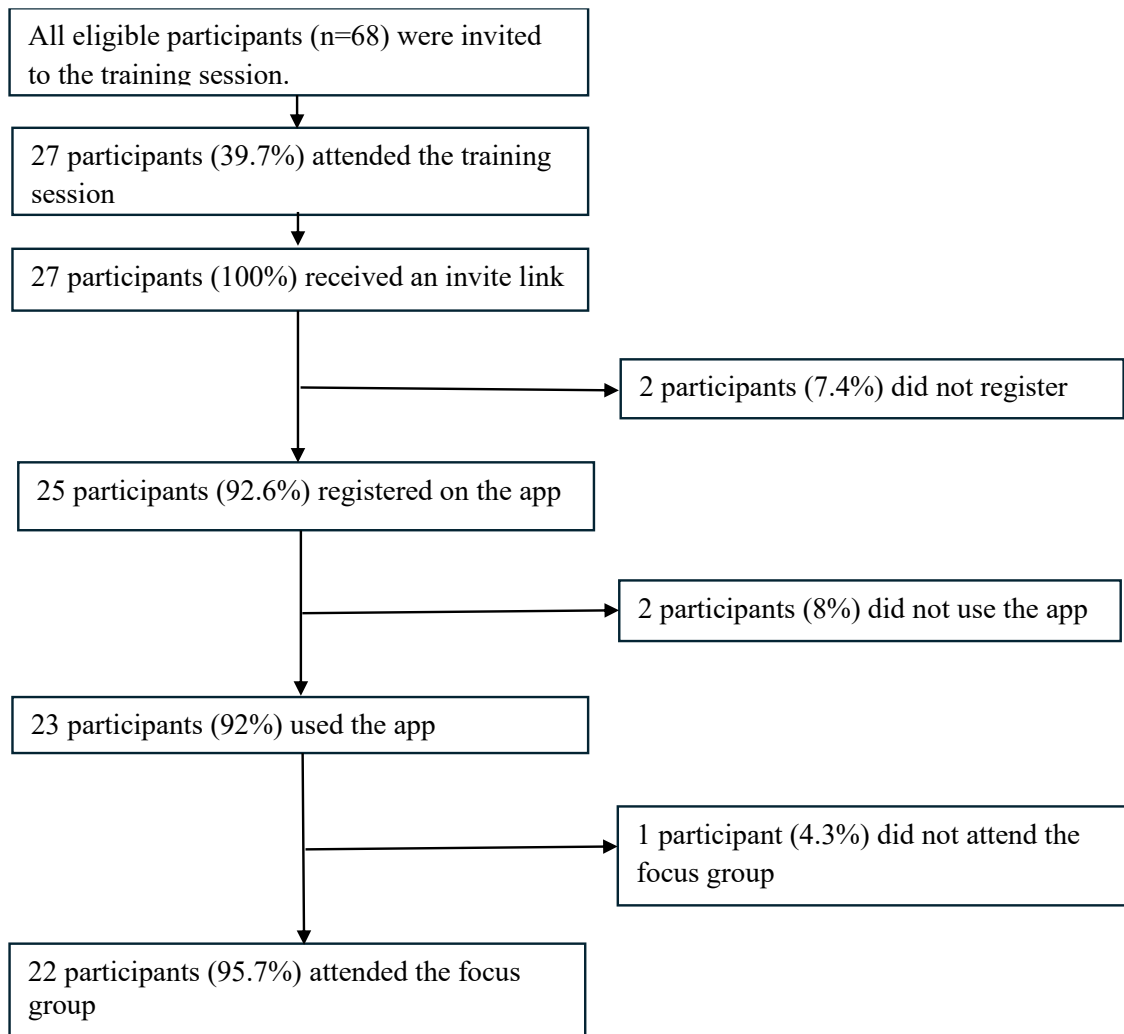 All eligible participants (n=68) were invited
to the training session.
27 participants (39.7%) attended the training
session
27 participants (100%) received an invite link
2 participants (7.4%) did not register
25 participants (92.6%) registered on the app
2 participants (8%) did not use the app
23 participants (92%) used the app
1 participant (4.3%) did not attend the
focus group
22 participants (95.7%) attended the focus
group